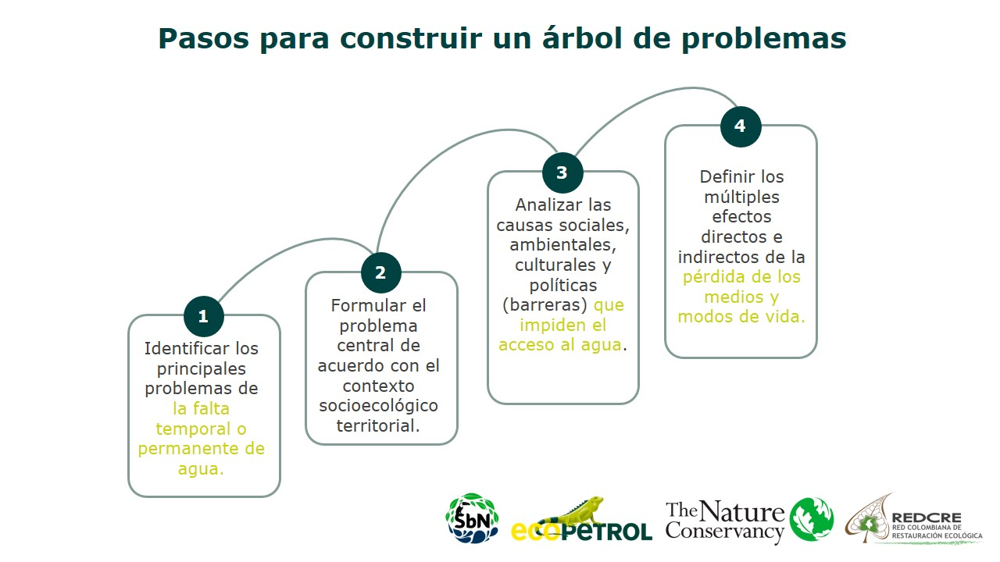 Pasos para construir un árbol de problemas
1
Identificar los
principales
problemas de
la falta
temporal o
permanente de
agua.
2
Formular el
problema
central de
acuerdo con el
contexto
socioecológico
territorial.
3
Analizar las
causas sociales,
ambientales,
culturales y
políticas
(barreras) que
impiden el
acceso al agua.
4
Definir los
múltiples
efectos
directos e
indirectos de la
pérdida de los
medios y
modos de vida.
SbN
ecoPETROL
The Nature
Conservancy
REDCRE
RED COLOMBIANA DE
RESTAURACIÓN ECOLÓGICA